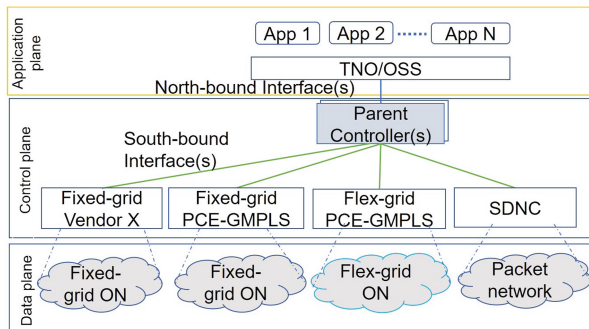 Application
plane
App 1
App 2
App N
TNO/OSS
North-bound Interface(s)
Control plane
Parent
Controller(s)
South-bound
Interface(s)
Fixed-grid
Vendor X
Fixed-grid
PCE-GMPLS
Flex-grid
PCE-GMPLS
SDNC
Data plane
Fixed-
grid ON
Fixed-
grid ON
Flex-grid
ON
Packet
network